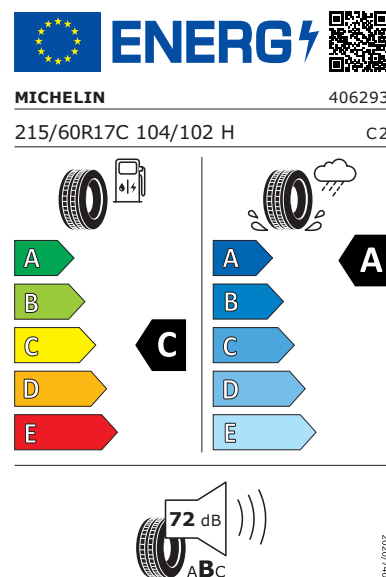 ENERG
MICHELIN 406293
215/60R17C 104/102 H C2
A A
A
B B
C C
C
D D
E E
72 dB
ABC